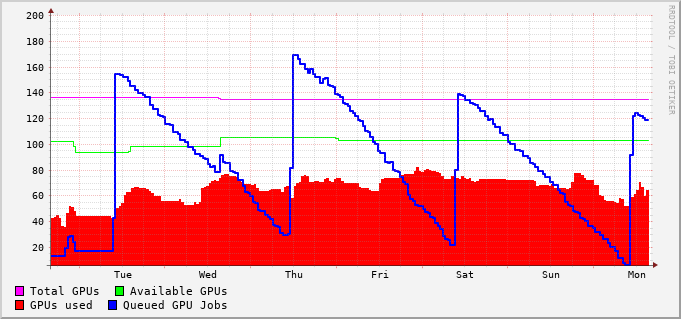 200
180
160
140
120
100
80
60
40
20
Tue Wed Thu Fri Sat Sun Mon
Total GPUs Available GPUs
GPUs used Queued GPU Jobs
RRDTOOL / TOBI OETIKER